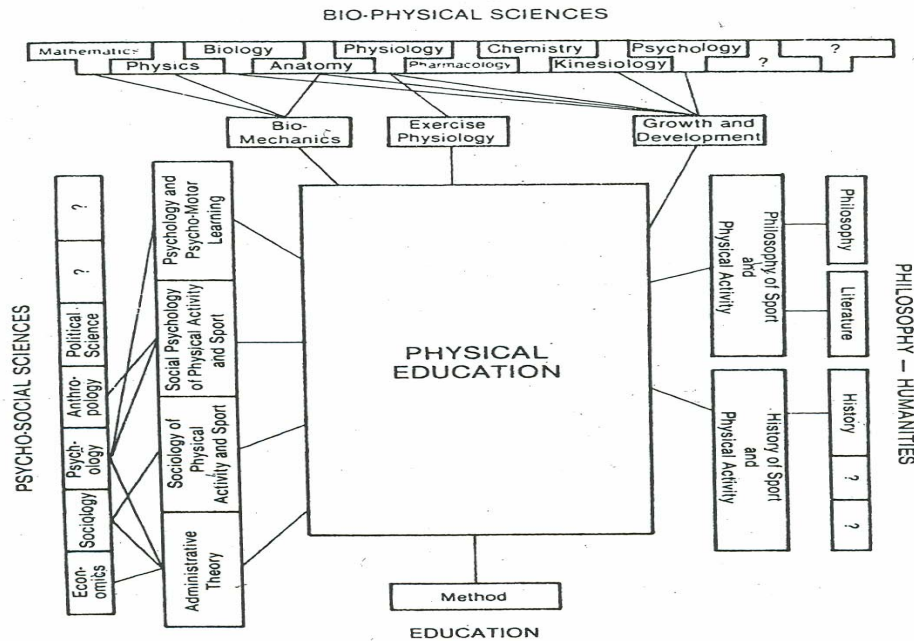 BIO-PHYSICAL SCIENCES
Mathematics
Biology
Physiology
Chemistry
Psychology
?
Physics
Anatomy
Pharmacology
Kinesiology
?
Bio-
Mechanics
Exercise
Physiology
Growth and
Development
PSYCHO-SOCIAL SCIENCES
?
?
Political
Science
Anthro-
pology
Psych-
ology
Sociology
Econ-
omics
Psychology and
Psycho-Motor
Learning
Social Psychology
of Physical Activity
and Sport
Sociology of
Physical
Activity and Sport
Administrative
Theory
PHYSICAL
EDUCATION
Philosophy of Sport
and
Physical Activity
History of Sport
and
Physical Activity
Philosophy
Literature
History
?
?
PHILOSOPHY – HUMANITIES
Method
EDUCATION